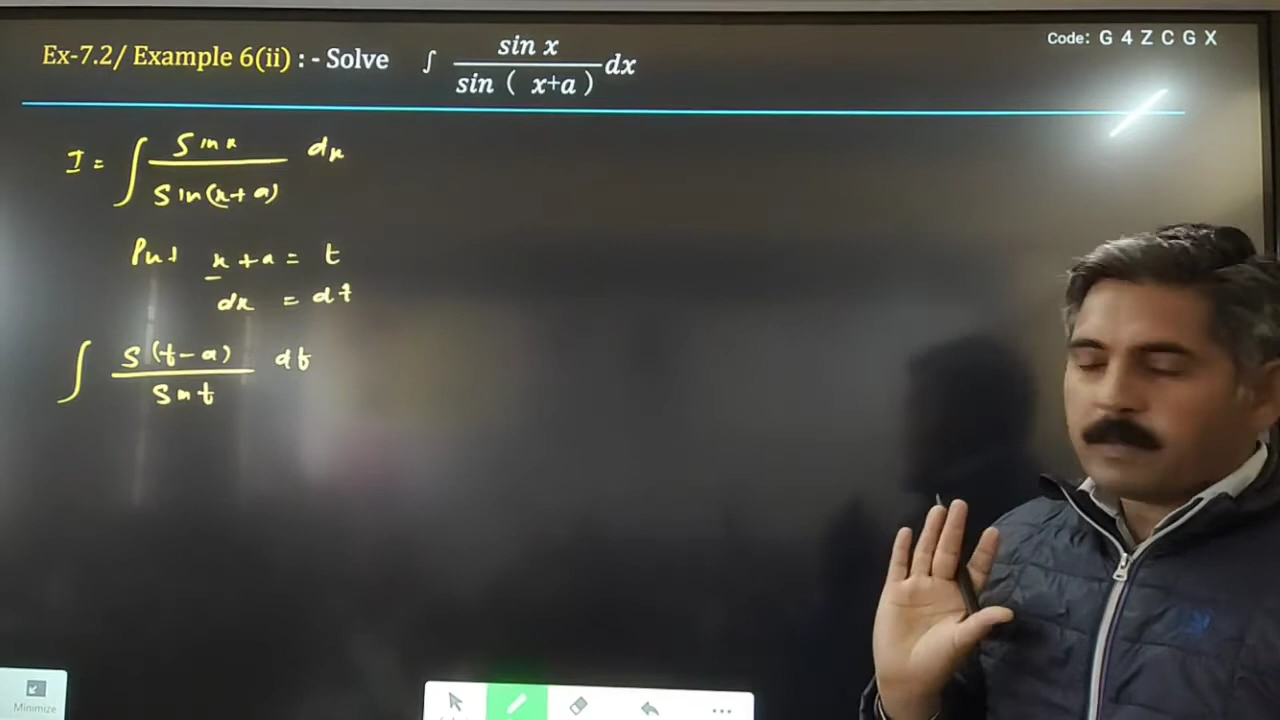 Ex-7.2/ Example 6(ii) : - Solve ∫ sin x / sin ( x+a ) dx
Code: G 4 Z C G X
I = ∫ Sin x / Sin(x+a) dx
Put x + a = t
dx = dt
∫ S(t-a) / Sint dt
Minimize